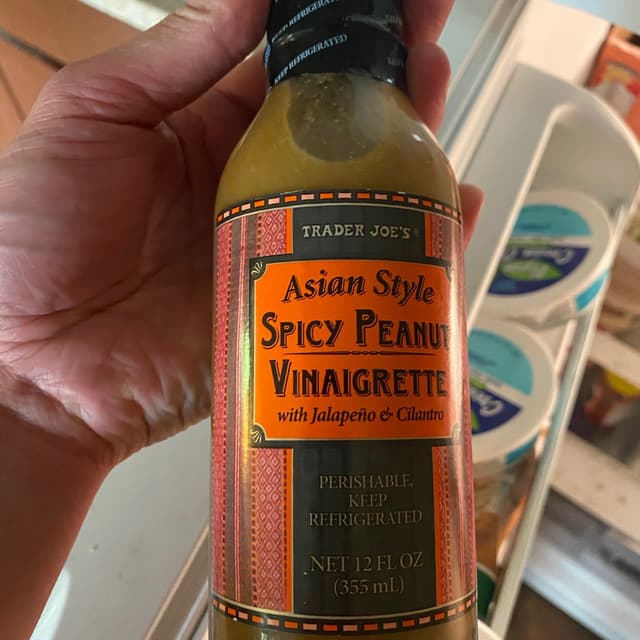 KEEP REFRIGERATED
TRADER JOE'S
Asian Style
SPICY PEANUT
VINAIGRETTE
with Jalapeño & Cilantro
PERISHABLE,
KEEP
REFRIGERATED
NET 12 FL OZ
(355 mL)